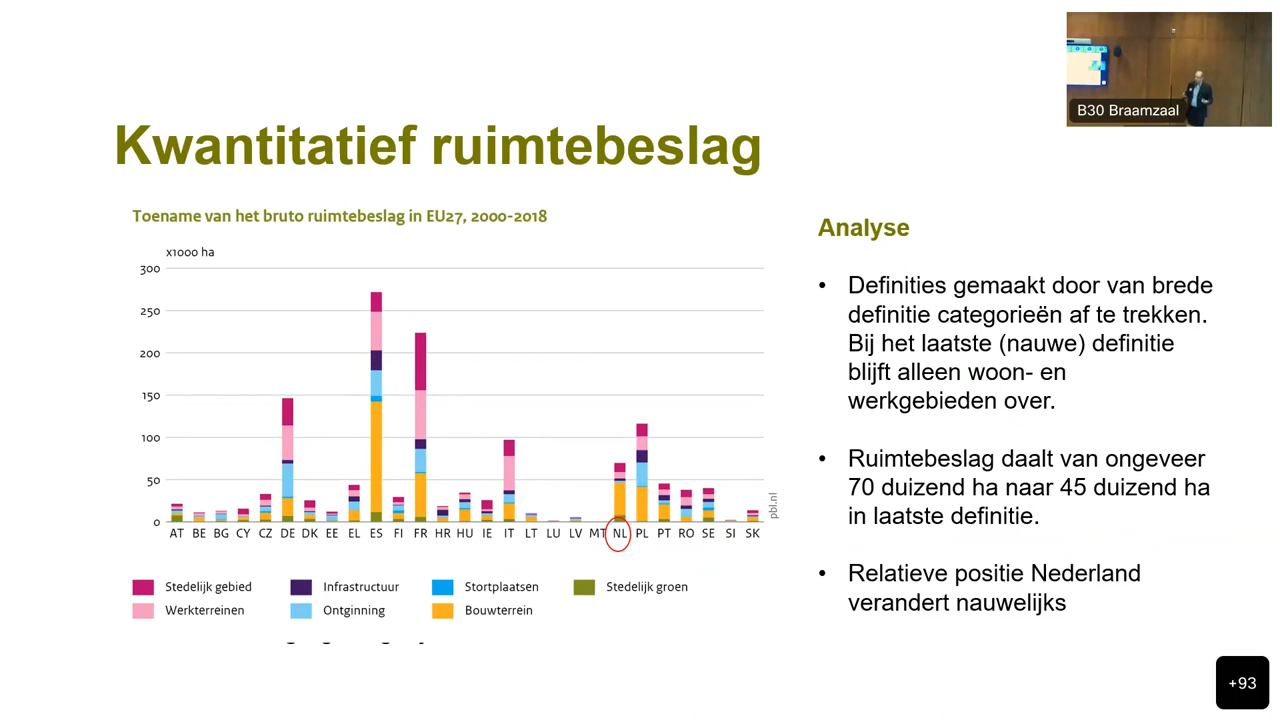 B30 Braamzaal
Kwantitatief ruimtebeslag
Toename van het bruto ruimtebeslag in EU27, 2000-2018
x1000 ha
300
250
200
150
100
50
0
AT BE BG CY CZ DE DK EE EL ES FI FR HR HU IE IT LT LU LV MT NL PL PT RO SE SI SK
pbl.nl
Stedelijk gebied Infrastructuur Stortplaatsen Stedelijk groen
Werkterreinen Ontginning Bouwterrein
Analyse
• Definities gemaakt door van brede
definitie categorieën af te trekken.
Bij het laatste (nauwe) definitie
blijft alleen woon- en
werkgebieden over.
• Ruimtebeslag daalt van ongeveer
70 duizend ha naar 45 duizend ha
in laatste definitie.
• Relatieve positie Nederland
verandert nauwelijks
+93